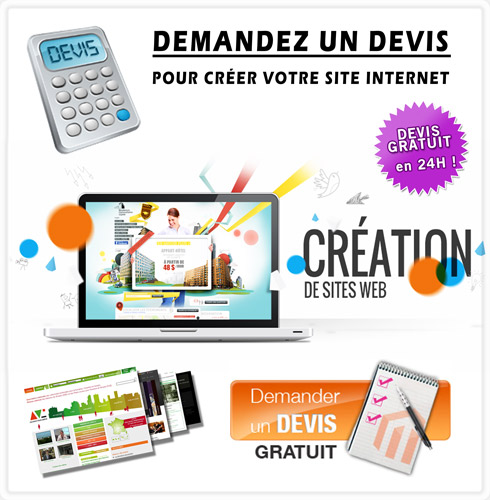 DEVIS
DEMANDEZ UN DEVIS
POUR CRÉER VOTRE SITE INTERNET
DEVIS
GRATUIT
en 24H !
À PARTIR DE
48 $
CRÉATION
DE SITES WEB
Demander
un DEVIS
GRATUIT